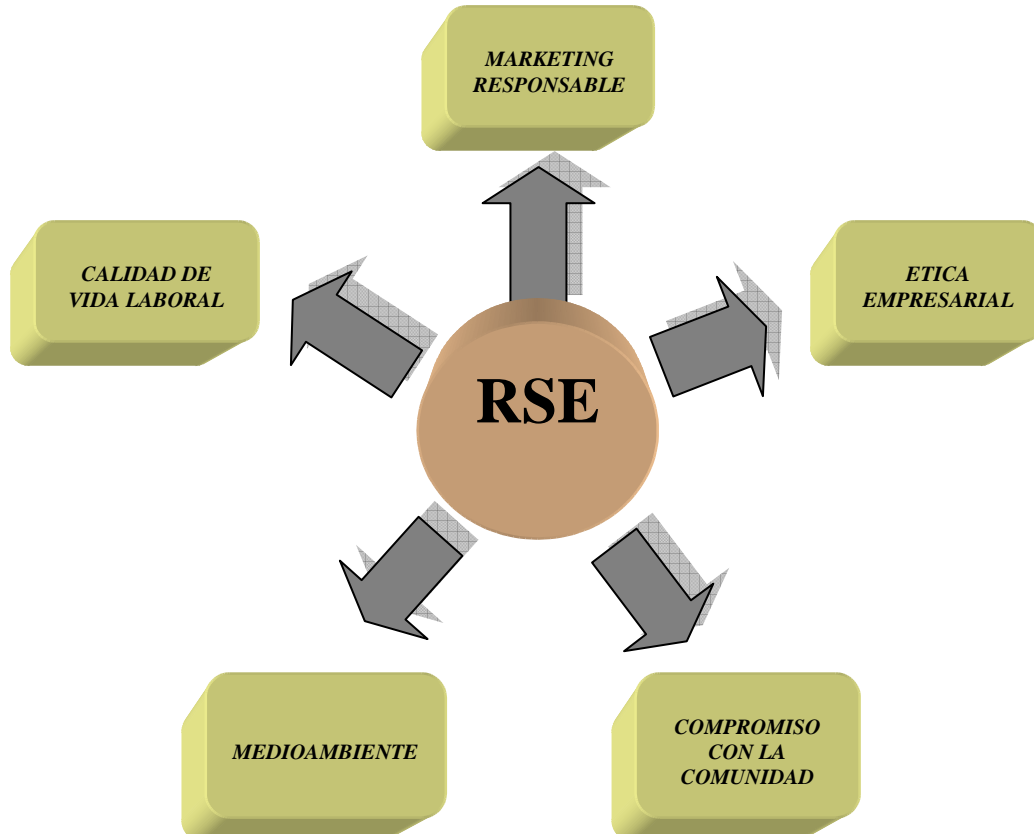 MARKETING
RESPONSABLE
CALIDAD DE
VIDA LABORAL
ETICA
EMPRESARIAL
RSE
MEDIOAMBIENTE
COMPROMISO
CON LA
COMUNIDAD